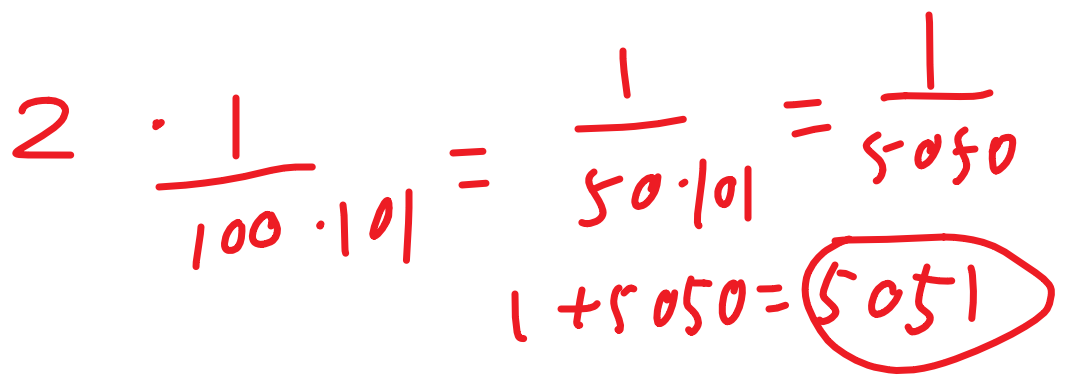 2 · 1/(100·101) = 1/(50·101) = 1/5050
1 + 5050 = 5051